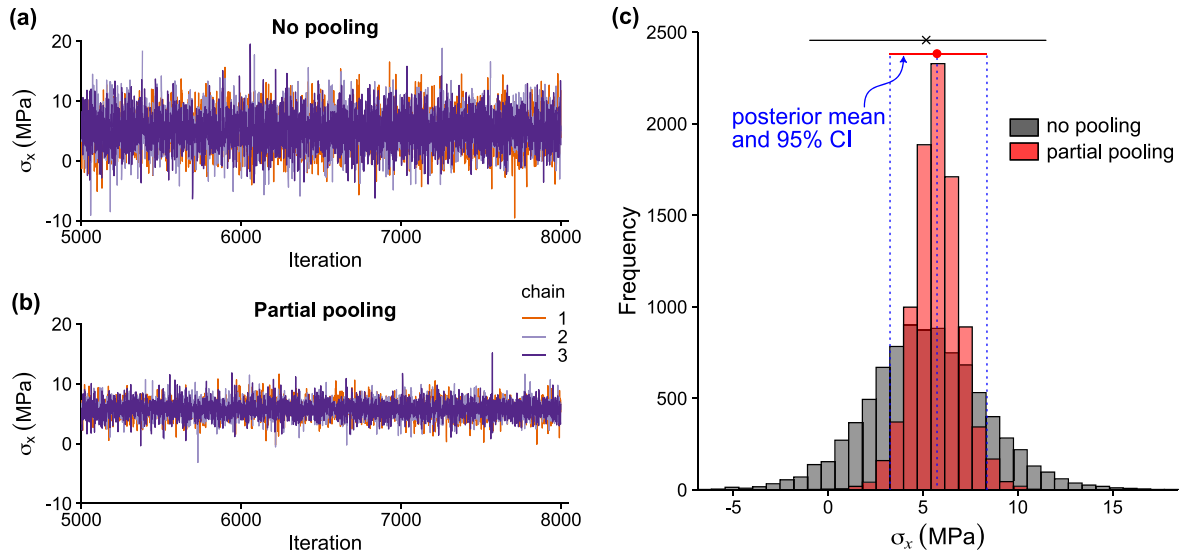 (a)
No pooling
20
10
0
-10
σx (MPa)
5000
6000
7000
8000
Iteration
(b)
Partial pooling
chain
1
2
3
20
10
0
-10
σx (MPa)
5000
6000
7000
8000
Iteration
(c)
2500
2000
1500
1000
500
0
Frequency
posterior mean
and 95% CI
no pooling
partial pooling
-5
0
5
10
15
σx (MPa)